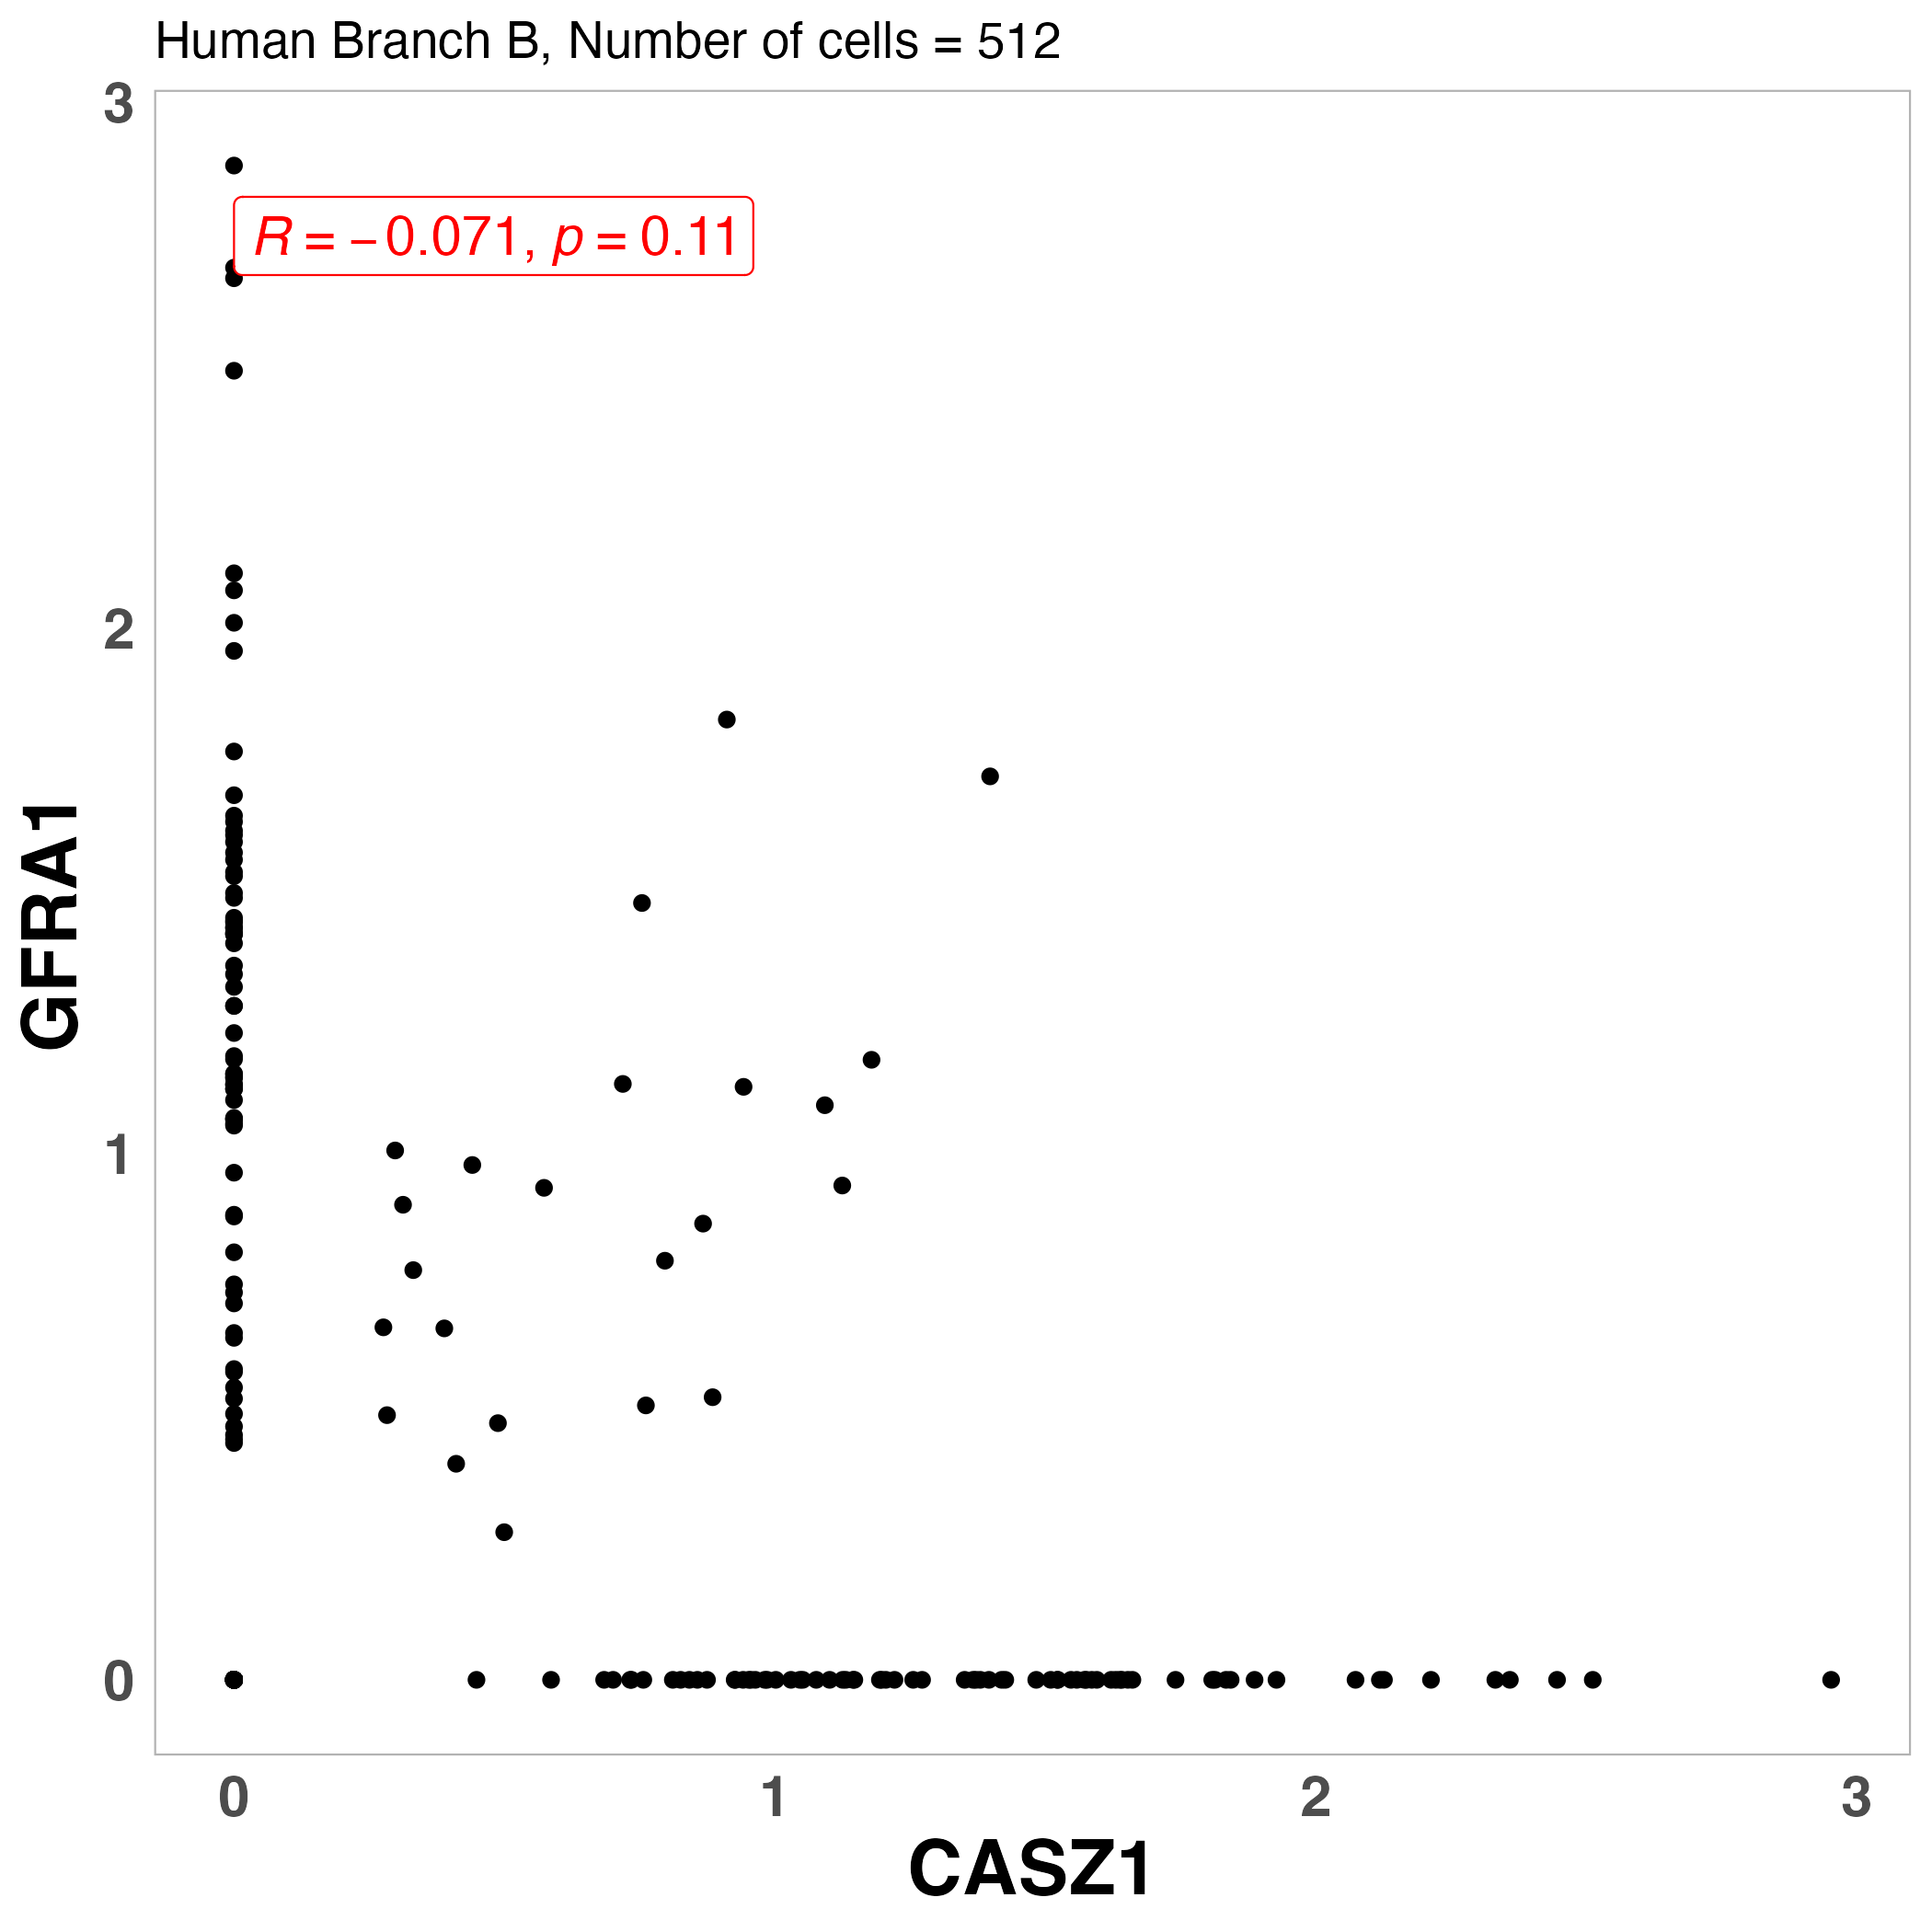 Human Branch B, Number of cells = 512
3
R = −0.071, p = 0.11
2
GFRA1
1
0
0 1 2 3
CASZ1